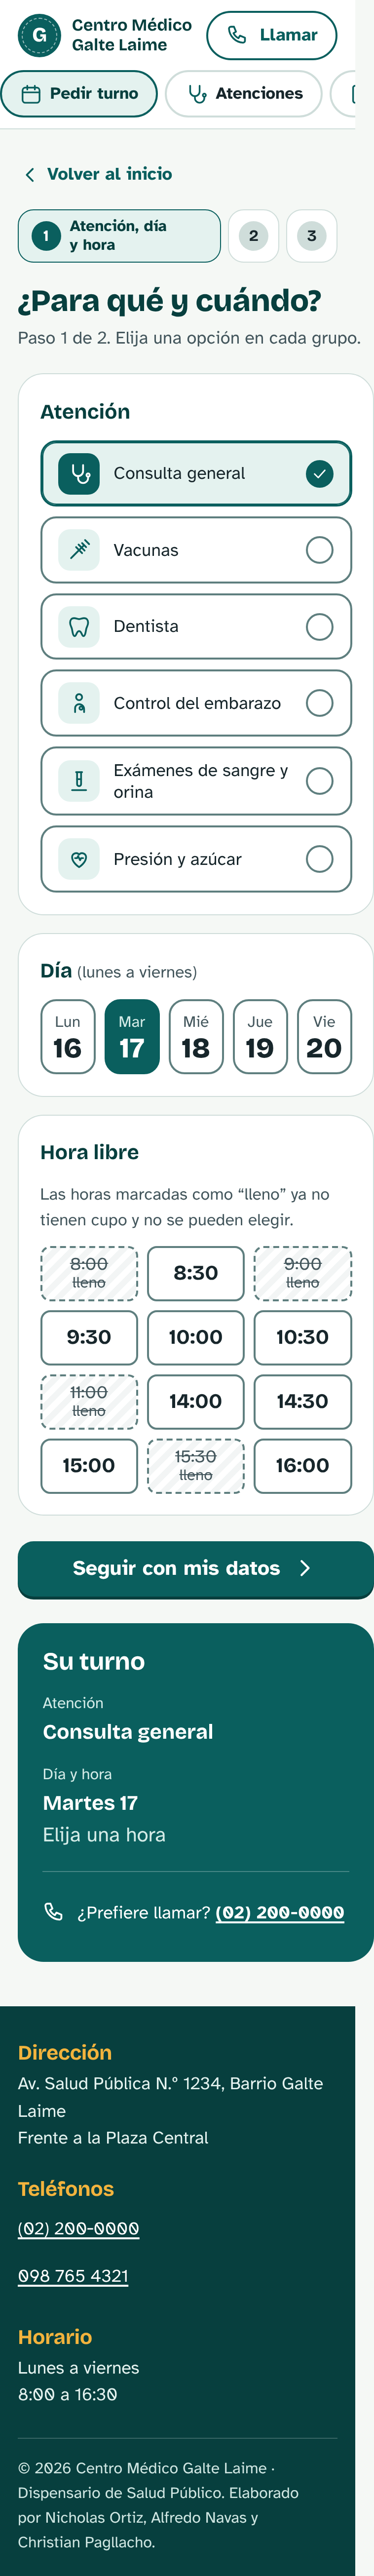 G
Centro Médico
Galte Laime
Llamar
Pedir turno
Atenciones
Volver al inicio
1
Atención, día
y hora
2
3
¿Para qué y cuándo?
Paso 1 de 2. Elija una opción en cada grupo.
Atención
Consulta general
Vacunas
Dentista
Control del embarazo
Exámenes de sangre y
orina
Presión y azúcar
Día (lunes a viernes)
Lun
16
Mar
17
Mié
18
Jue
19
Vie
20
Hora libre
Las horas marcadas como “lleno” ya no
tienen cupo y no se pueden elegir.
8:00
lleno
8:30
9:00
lleno
9:30
10:00
10:30
11:00
lleno
14:00
14:30
15:00
15:30
lleno
16:00
Seguir con mis datos
Su turno
Atención
Consulta general
Día y hora
Martes 17
Elija una hora
¿Prefiere llamar? (02) 200-0000
Dirección
Av. Salud Pública N.º 1234, Barrio Galte
Laime
Frente a la Plaza Central
Teléfonos
(02) 200-0000
098 765 4321
Horario
Lunes a viernes
8:00 a 16:30
© 2026 Centro Médico Galte Laime ·
Dispensario de Salud Público. Elaborado
por Nicholas Ortiz, Alfredo Navas y
Christian Pagllacho.